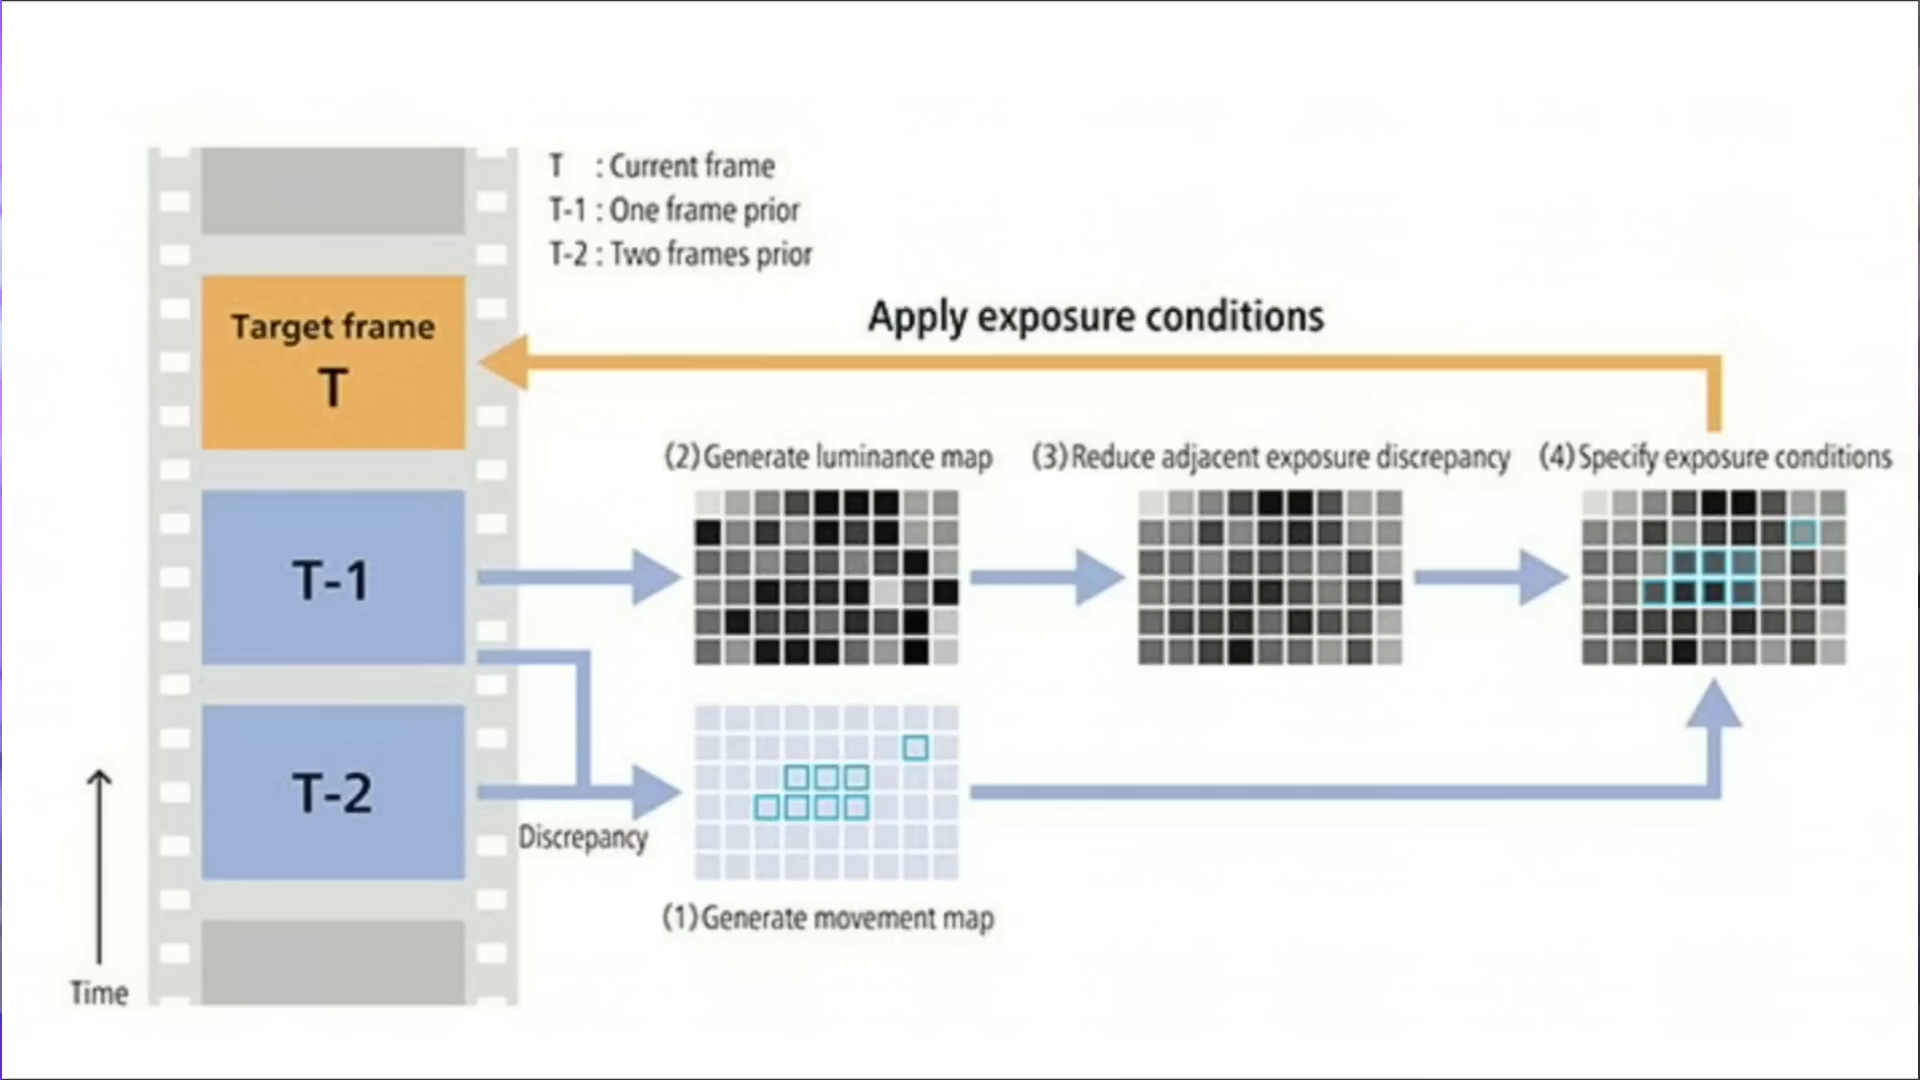 T : Current frame
T-1 : One frame prior
T-2 : Two frames prior
Target frame
T
Apply exposure conditions
(2)Generate luminance map
(3)Reduce adjacent exposure discrepancy
(4)Specify exposure conditions
T-1
T-2
Discrepancy
(1)Generate movement map
Time